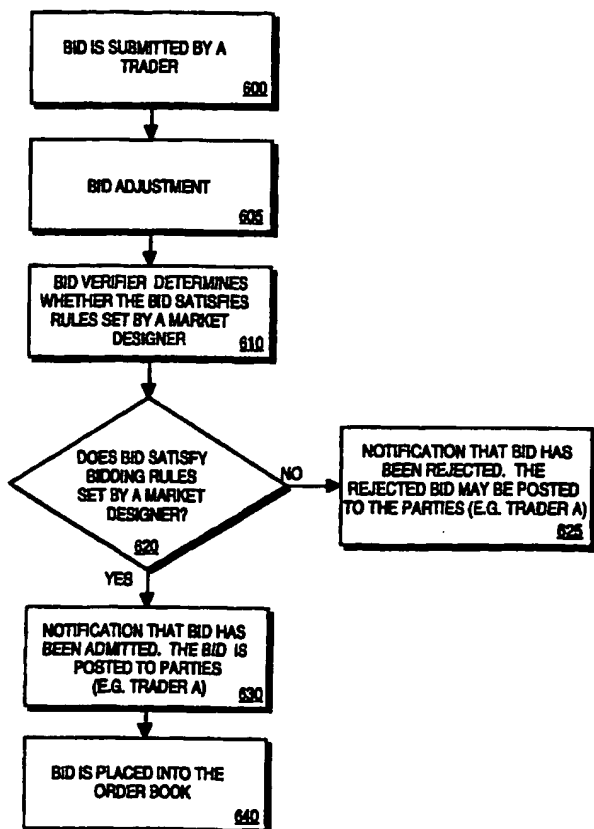 BID IS SUBMITTED BY A
TRADER
600
BID ADJUSTMENT
605
BID VERIFIER DETERMINES
WHETHER THE BID SATISFIES
RULES SET BY A MARKET
DESIGNER
610
DOES BID SATISFY
BIDDING RULES
SET BY A MARKET
DESIGNER?
620
NO
NOTIFICATION THAT BID HAS
BEEN REJECTED. THE
REJECTED BID MAY BE POSTED
TO THE PARTIES (E.G. TRADER A)
625
YES
NOTIFICATION THAT BID HAS
BEEN ADMITTED. THE BID IS
POSTED TO PARTIES
(E.G. TRADER A)
630
BID IS PLACED INTO THE
ORDER BOOK
640